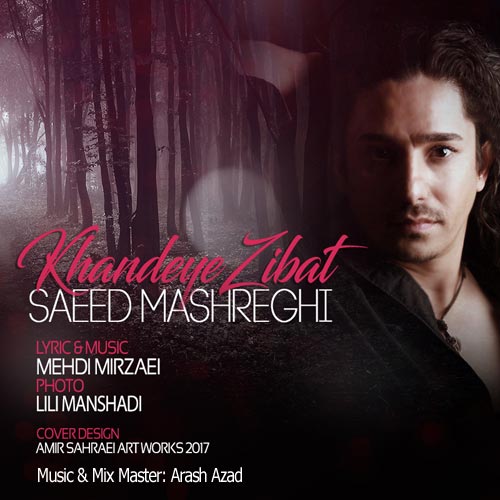 Khandeye Zibat
SAEED MASHREGHI
LYRIC & MUSIC
MEHDI MIRZAEI
PHOTO
LILI MANSHADI
COVER DESIGN
AMIR SAHRAEI ART WORKS 2017
Music & Mix Master: Arash Azad